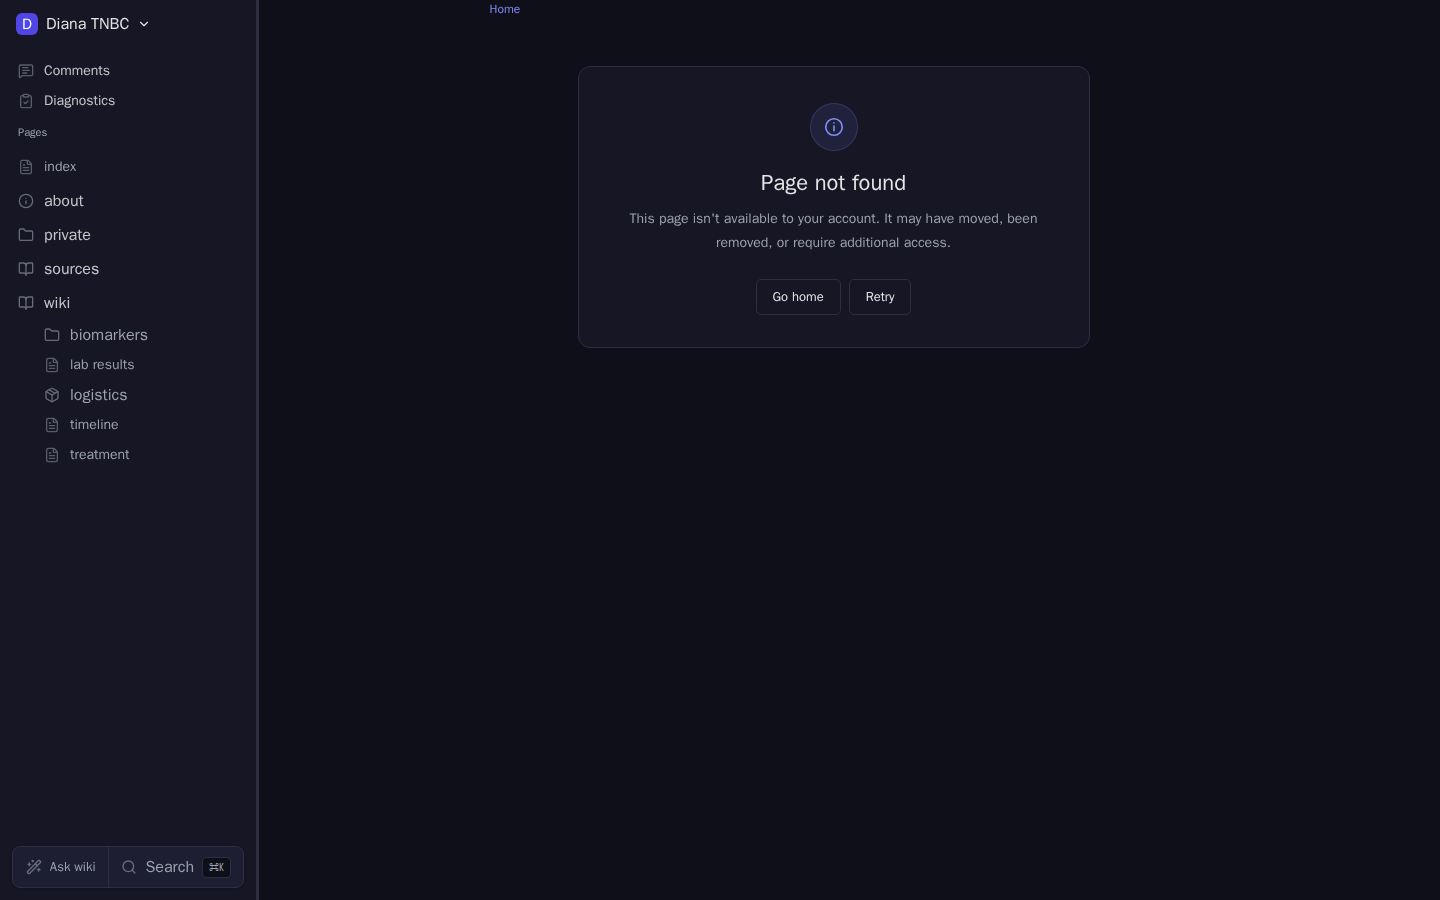 D Diana TNBC
Comments
Diagnostics
Pages
index
about
private
sources
wiki
biomarkers
lab results
logistics
timeline
treatment
Ask wiki
Search ⌘K
Home
Page not found
This page isn't available to your account. It may have moved, been
removed, or require additional access.
Go home
Retry